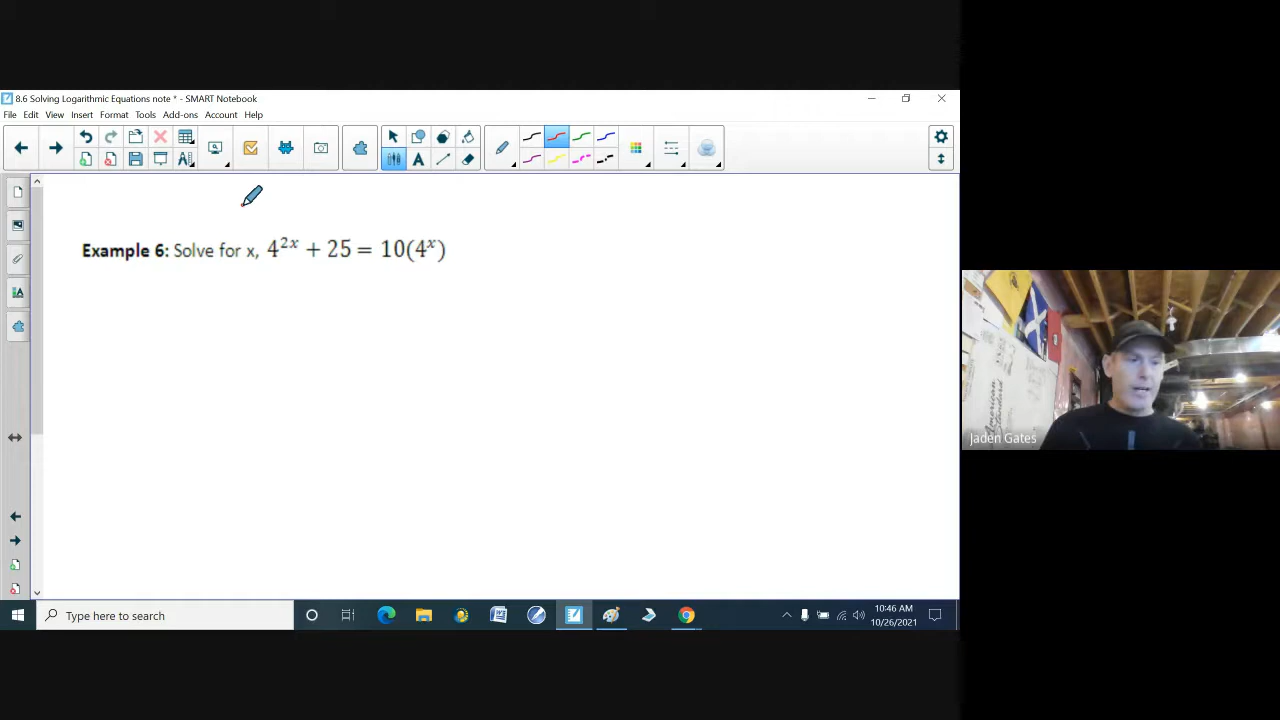 8.6 Solving Logarithmic Equations note * - SMART Notebook
File Edit View Insert Format Tools Add-ons Account Help
Example 6: Solve for x, 4^{2x} + 25 = 10(4^x)
American Standard
Jaden Gates
Type here to search
10:46 AM
10/26/2021